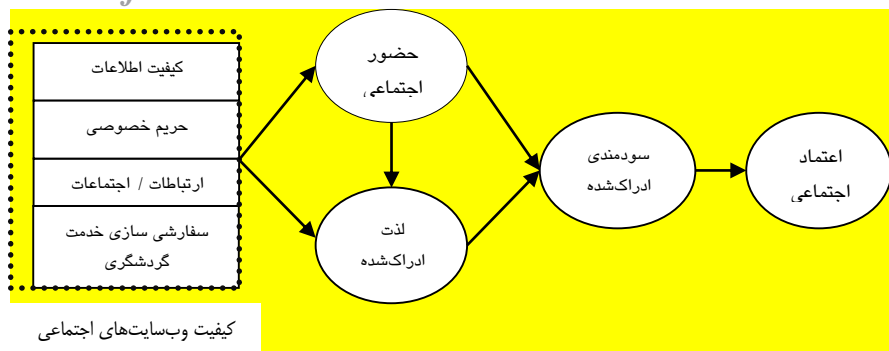 کیفیت اطلاعات
حریم خصوصی
ارتباطات / اجتماعات
سفارشی سازی خدمت
گردشگری
حضور
اجتماعی
لذت
ادراک‌شده
سودمندی
ادراک‌شده
اعتماد
اجتماعی
کیفیت وب‌سایت‌های اجتماعی